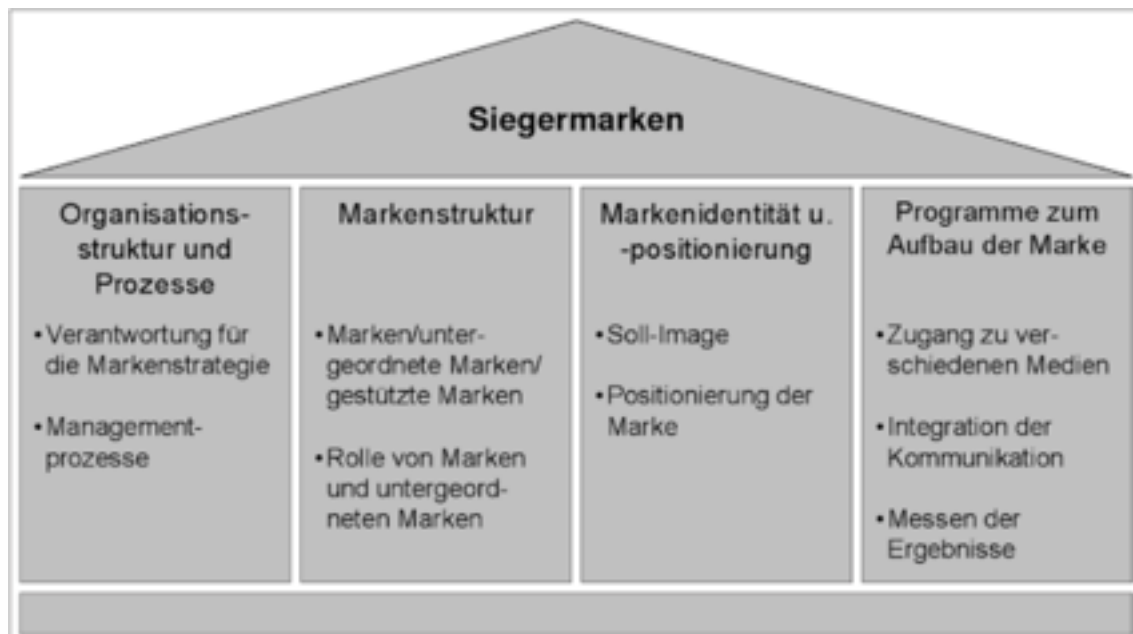 Siegermarken
Organisations-
struktur und
Prozesse
• Verantwortung für
die Markenstrategie
• Management-
prozesse
Markenstruktur
• Marken/unter-
geordnete Marken/
gestützte Marken
• Rolle von Marken
und untergeord-
neten Marken
Markenidentität u.
-positionierung
• Soll-Image
• Positionierung der
Marke
Programme zum
Aufbau der Marke
• Zugang zu ver-
schiedenen Medien
• Integration der
Kommunikation
• Messen der
Ergebnisse